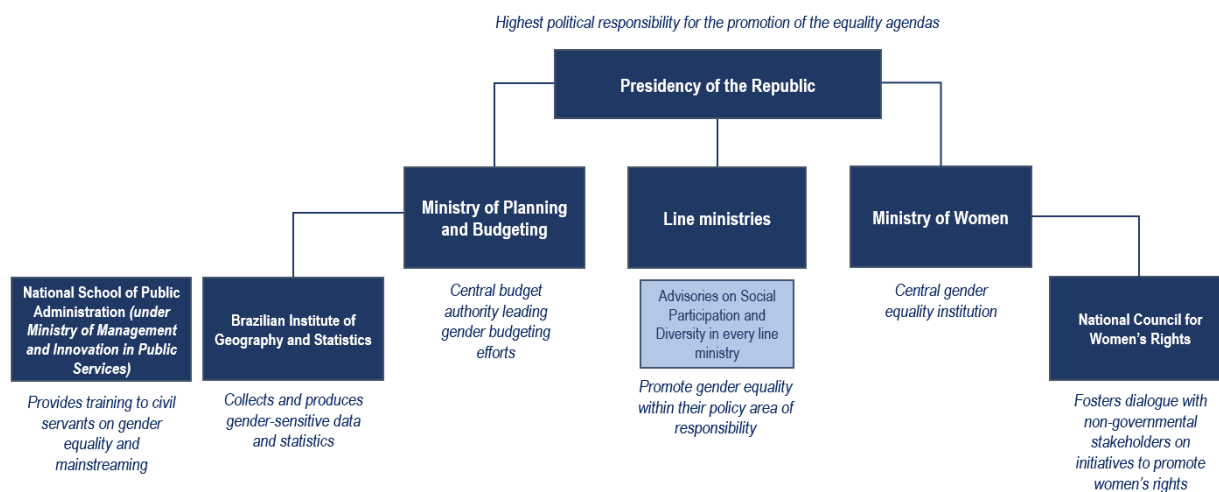 Highest political responsibility for the promotion of the equality agendas
Presidency of the Republic
Ministry of Planning
and Budgeting
Line ministries
Ministry of Women
Central budget
authority leading
gender budgeting
efforts
Advisories on Social
Participation and
Diversity in every line
ministry
Promote gender equality
within their policy area of
responsibility
Central gender
equality institution
National School of Public
Administration (under
Ministry of Management
and Innovation in Public
Services)
Provides training to civil
servants on gender
equality and
mainstreaming
Brazilian Institute of
Geography and Statistics
Collects and produces
gender-sensitive data
and statistics
National Council for
Women's Rights
Fosters dialogue with
non-governmental
stakeholders on
initiatives to promote
women's rights